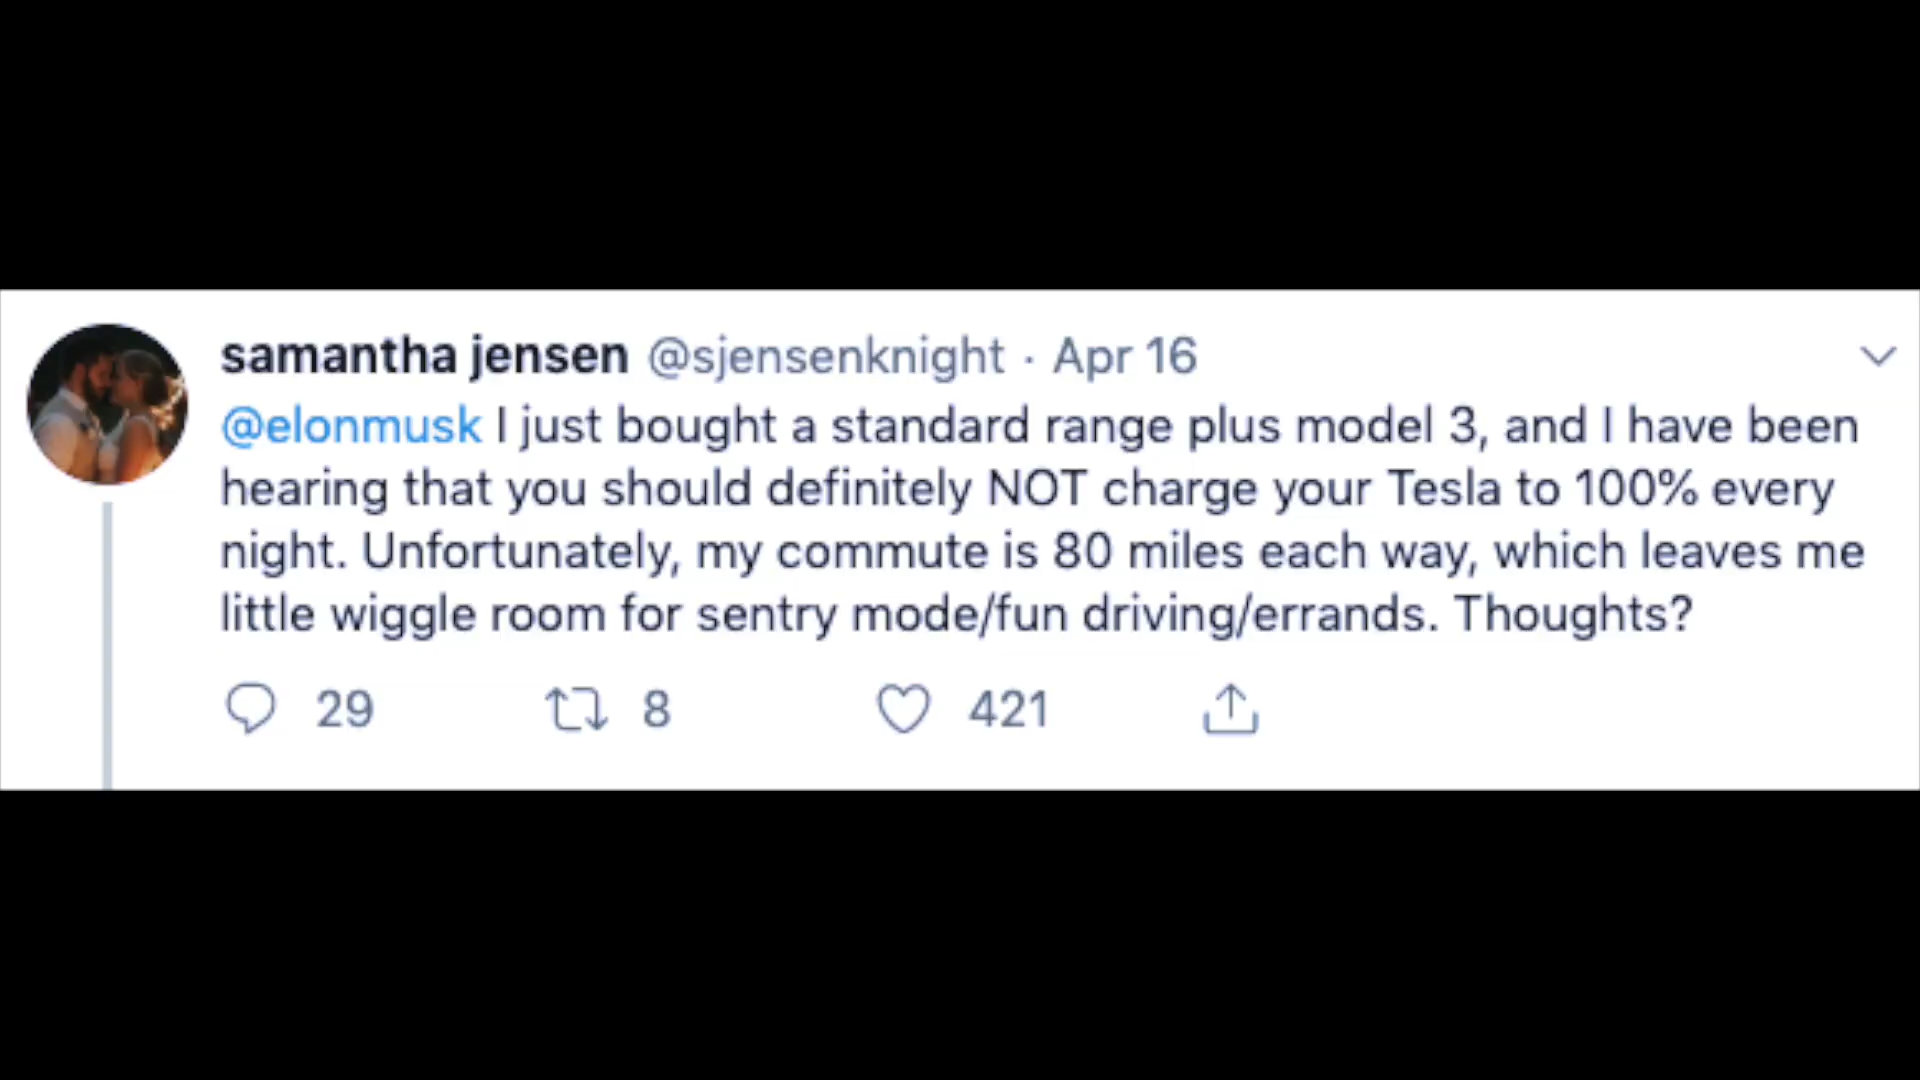 samantha jensen @sjensenknight · Apr 16
@elonmusk I just bought a standard range plus model 3, and I have been
hearing that you should definitely NOT charge your Tesla to 100% every
night. Unfortunately, my commute is 80 miles each way, which leaves me
little wiggle room for sentry mode/fun driving/errands. Thoughts?
29 8 421